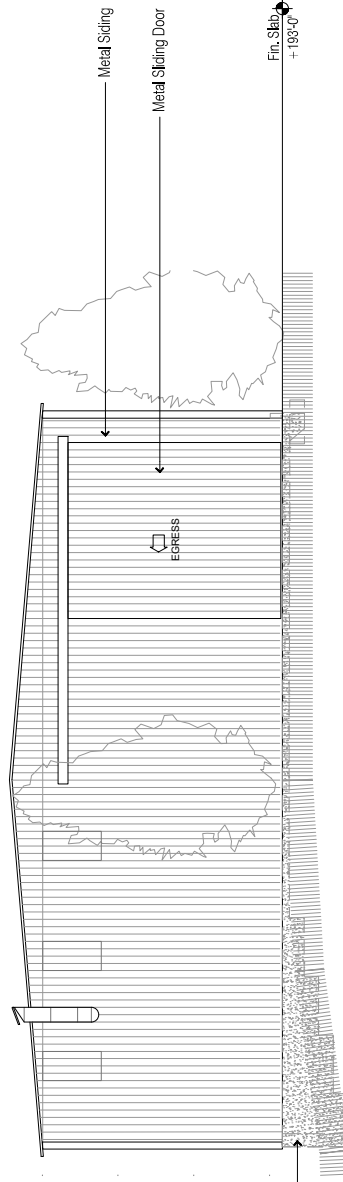 Metal Siding
Metal Sliding Door
EGRESS
Fin. Slab
+193'-0"